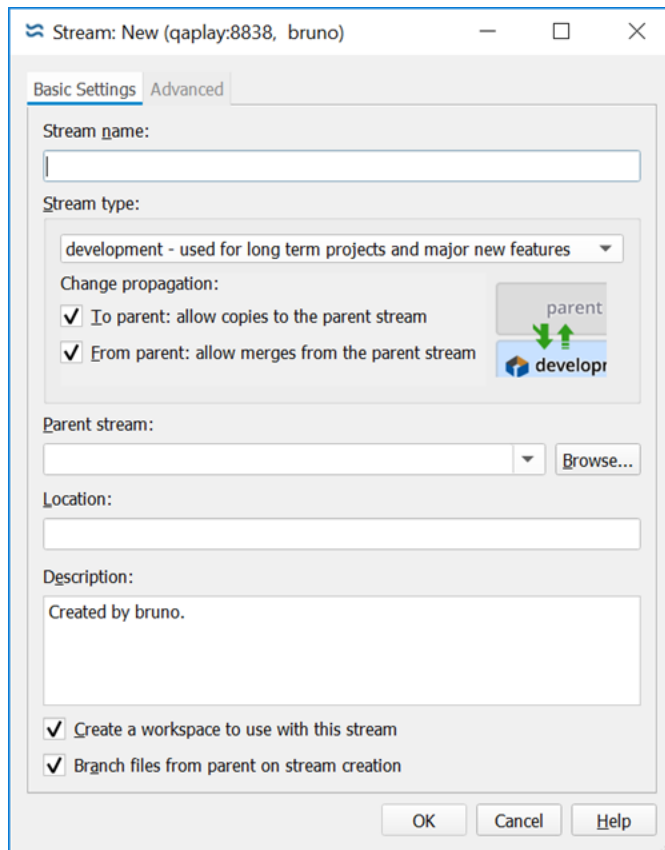 Stream: New (qaplay:8838, bruno)
Basic Settings Advanced
Stream name:
Stream type:
development - used for long term projects and major new features
Change propagation:
To parent: allow copies to the parent stream
From parent: allow merges from the parent stream
parent
developr
Parent stream:
Browse...
Location:
Description:
Created by bruno.
Create a workspace to use with this stream
Branch files from parent on stream creation
OK Cancel Help